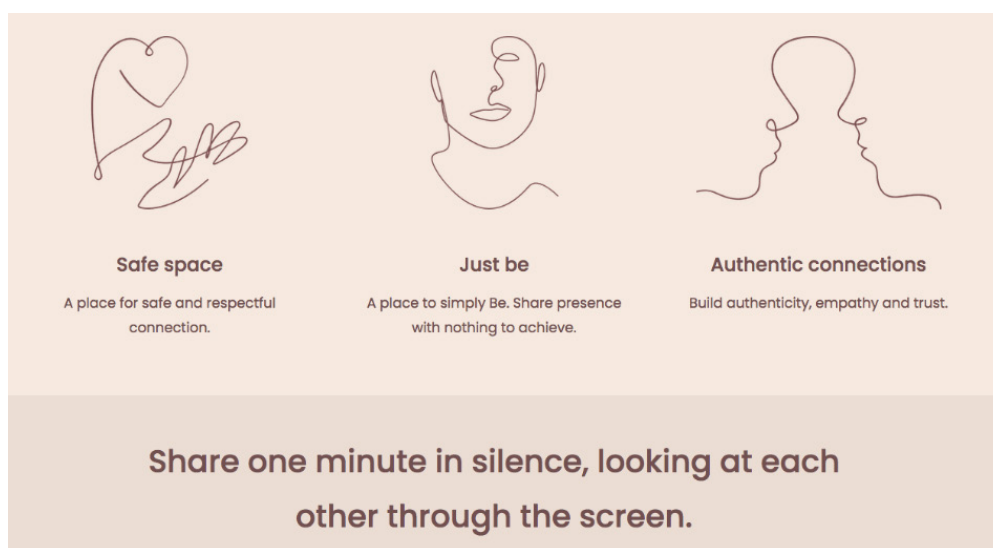 Safe space
A place for safe and respectful
connection.
Just be
A place to simply Be. Share presence
with nothing to achieve.
Authentic connections
Build authenticity, empathy and trust.
Share one minute in silence, looking at each
other through the screen.